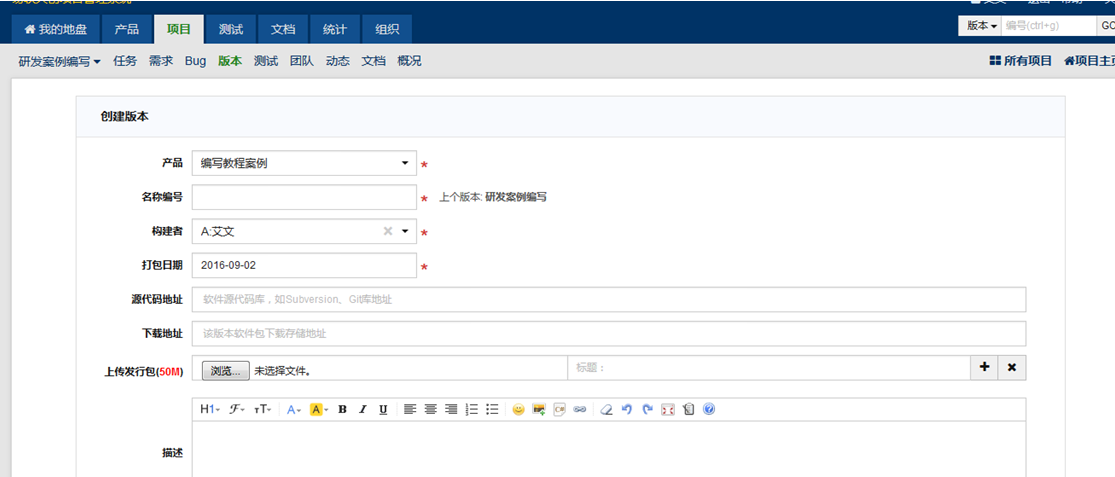 我的地盘 产品 项目 测试 文档 统计 组织 版本 编号(ctrl+g) GO
研发案例编写 任务 需求 Bug 版本 测试 团队 动态 文档 概况 所有项目 项目主页
创建版本
产品 编写教程案例 *
名称编号 * 上个版本: 研发案例编写
构建者 A:艾文 *
打包日期 2016-09-02 *
源代码地址 软件源代码库，如Subversion、Git库地址
下载地址 该版本软件包下载存储地址
上传发行包(50M) 浏览... 未选择文件。 标题：
H1 F TT A A B I U
描述